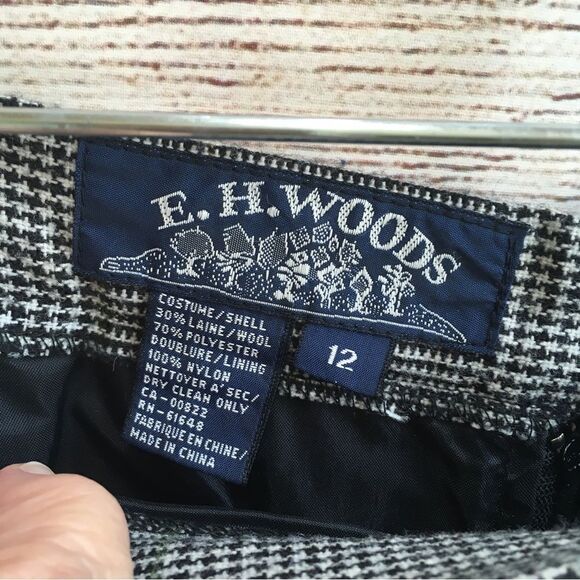 E.H.WOODS
COSTUME/SHELL
30% LAINE/WOOL
70% POLYESTER
DOUBLURE/LINING
100% NYLON
NETTOYER A' SEC/
DRY CLEAN ONLY
CA-00822
RN-61648
FABRIQUE EN CHINE/
MADE IN CHINA
12